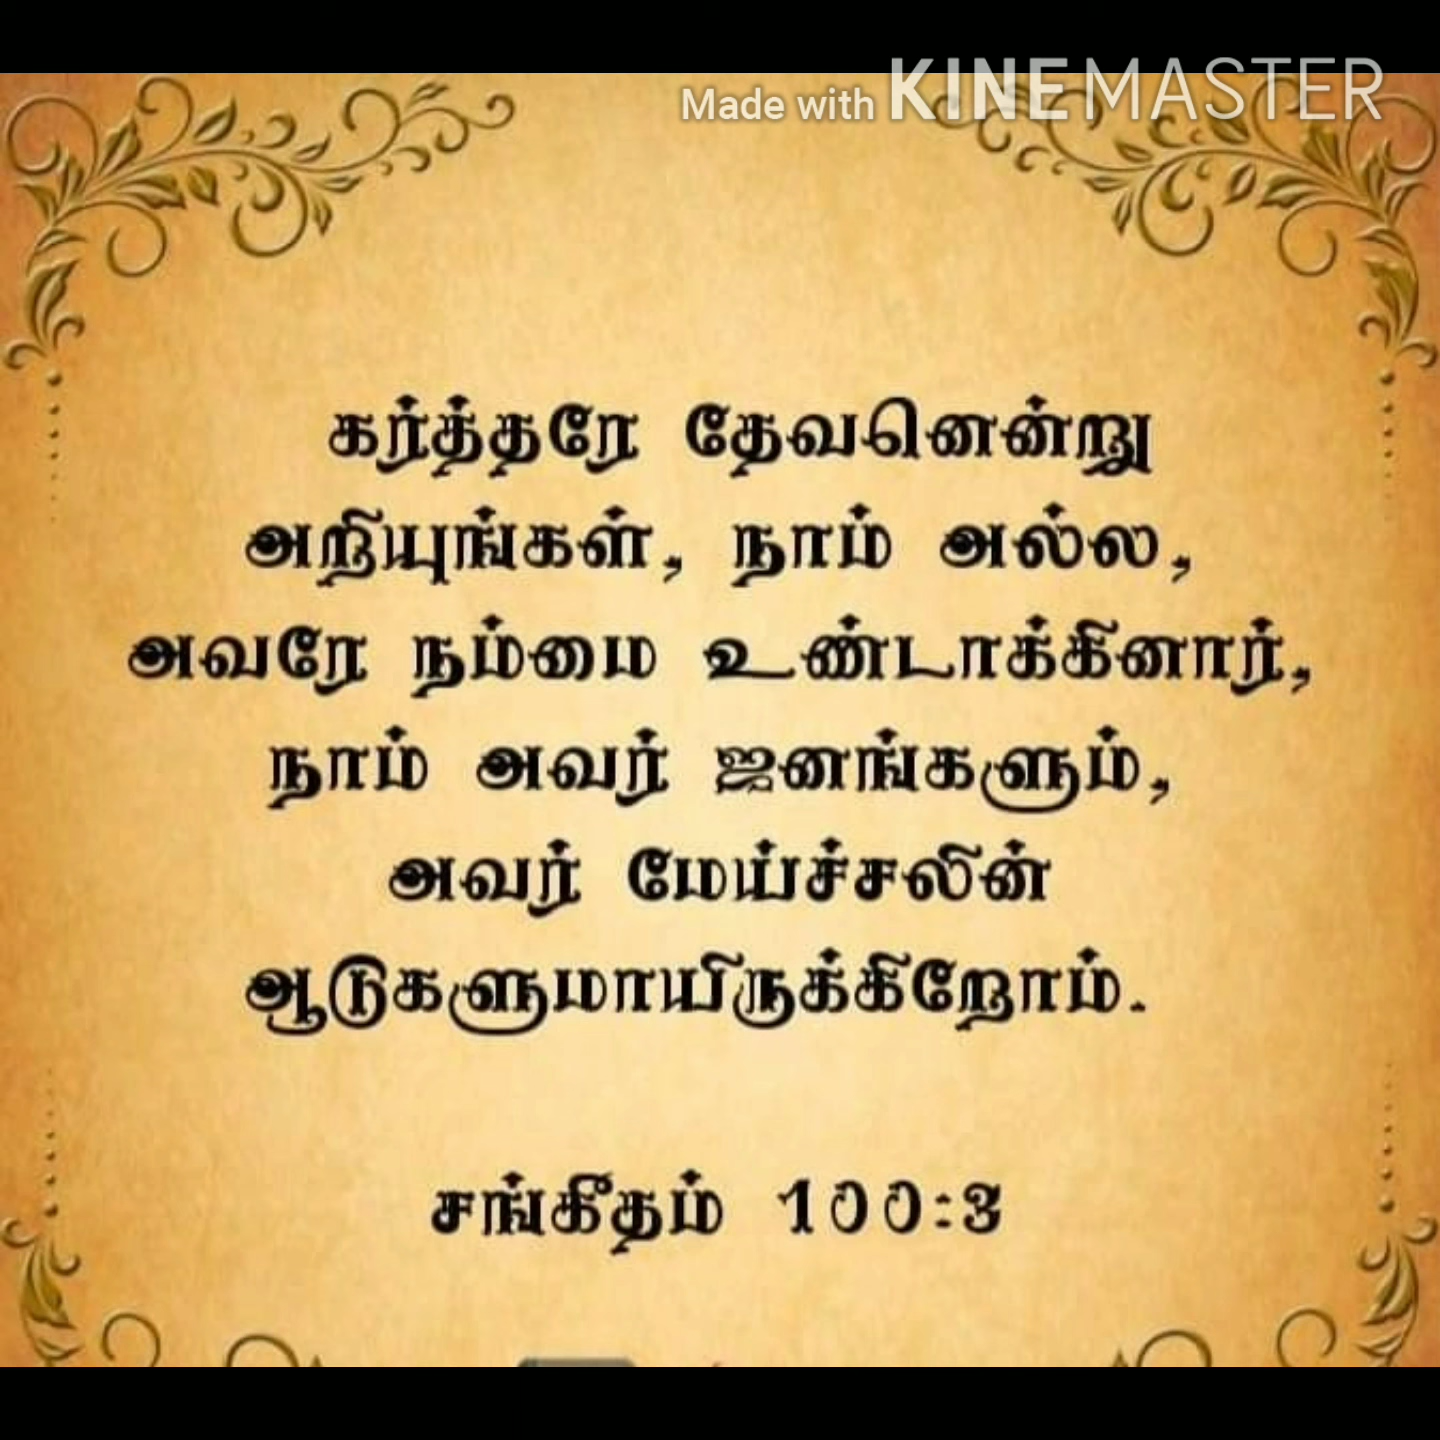 Made with KINEMASTER
கர்த்தரே தேவனென்று
அறியுங்கள், நாம் அல்ல,
அவரே நம்மை உண்டாக்கினார்,
நாம் அவர் ஜனங்களும்,
அவர் மேய்ச்சலின்
ஆடுகளுமாயிருக்கிறோம்.
சங்கீதம் 100:3